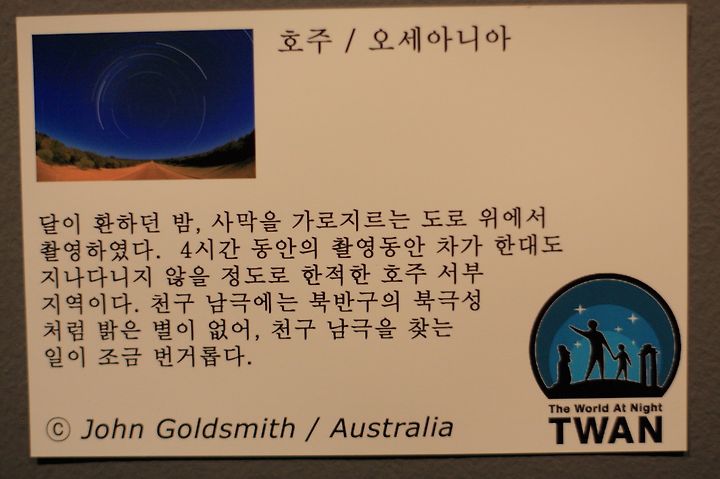 호주 / 오세아니아
달이 환하던 밤, 사막을 가로지르는 도로 위에서
촬영하였다. 4시간 동안의 촬영동안 차가 한대도
지나다니지 않을 정도로 한적한 호주 서부
지역이다. 천구 남극에는 북반구의 북극성
처럼 밝은 별이 없어, 천구 남극을 찾는
일이 조금 번거롭다.
ⓒ John Goldsmith / Australia
The World At Night
TWAN